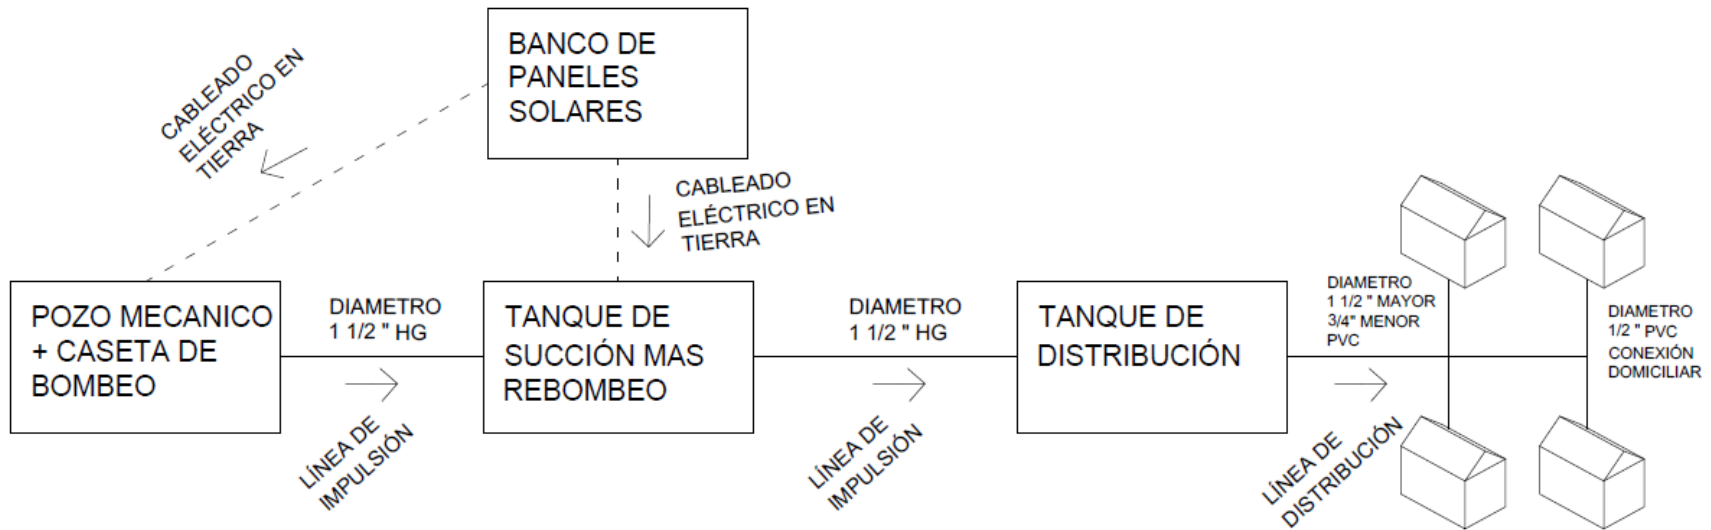 BANCO DE
PANELES
SOLARES
CABLEADO
ELÉCTRICO EN
TIERRA
CABLEADO
ELÉCTRICO EN
TIERRA
POZO MECANICO
+ CASETA DE
BOMBEO
DIAMETRO
1 1/2 " HG
LÍNEA DE
IMPULSIÓN
TANQUE DE
SUCCIÓN MAS
REBOMBEO
DIAMETRO
1 1/2 " HG
LÍNEA DE
IMPULSIÓN
TANQUE DE
DISTRIBUCIÓN
DIAMETRO
1 1/2 " MAYOR
3/4" MENOR
PVC
LÍNEA DE
DISTRIBUCIÓN
DIAMETRO
1/2 " PVC
CONEXIÓN
DOMICILIAR